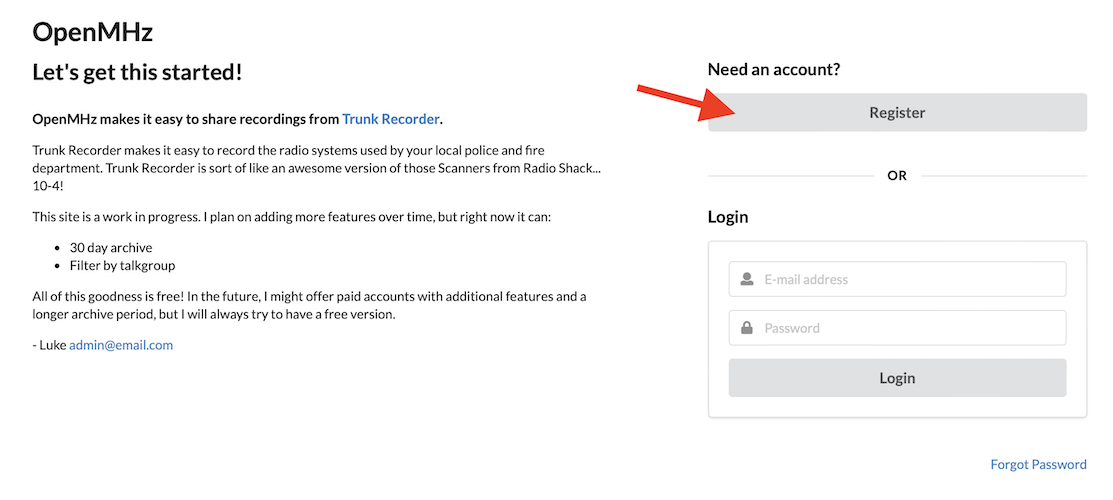 OpenMHz
Let's get this started!
OpenMHz makes it easy to share recordings from Trunk Recorder.
Trunk Recorder makes it easy to record the radio systems used by your local police and fire
department. Trunk Recorder is sort of like an awesome version of those Scanners from Radio Shack...
10-4!
This site is a work in progress. I plan on adding more features over time, but right now it can:
• 30 day archive
• Filter by talkgroup
All of this goodness is free! In the future, I might offer paid accounts with additional features and a
longer archive period, but I will always try to have a free version.
- Luke admin@email.com
Need an account?
Register
OR
Login
E-mail address
Password
Login
Forgot Password